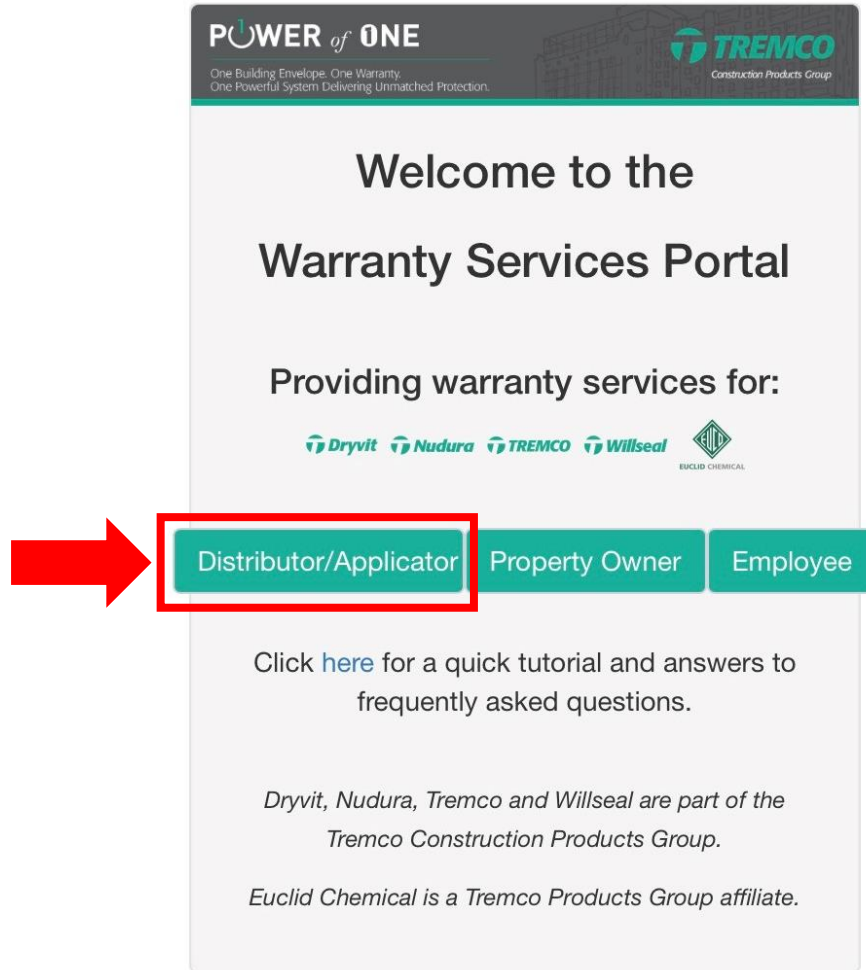 POWER of ONE
One Building Envelope. One Warranty.
One Powerful System Delivering Unmatched Protection.
TREMCO
Construction Products Group
Welcome to the
Warranty Services Portal
Providing warranty services for:
Dryvit Nudura TREMCO Willseal EUCO
EUCLID CHEMICAL
Distributor/Applicator Property Owner Employee
Click here for a quick tutorial and answers to
frequently asked questions.
Dryvit, Nudura, Tremco and Willseal are part of the
Tremco Construction Products Group.
Euclid Chemical is a Tremco Products Group affiliate.